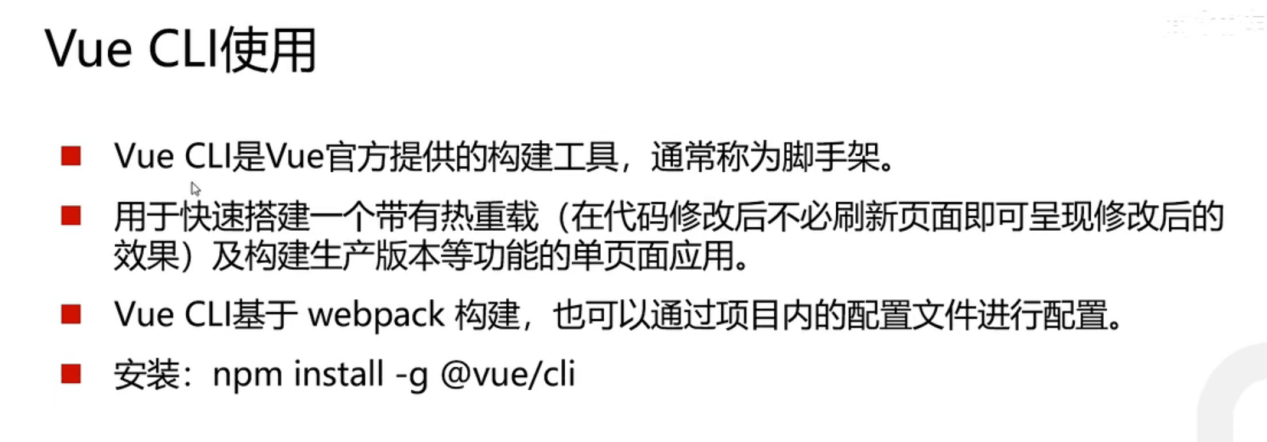 Vue CLI使用
Vue CLI是Vue官方提供的构建工具，通常称为脚手架。
用于快速搭建一个带有热重载（在代码修改后不必刷新页面即可呈现修改后的
效果）及构建生产版本等功能的单页面应用。
Vue CLI基于 webpack 构建，也可以通过项目内的配置文件进行配置。
安装：npm install -g @vue/cli